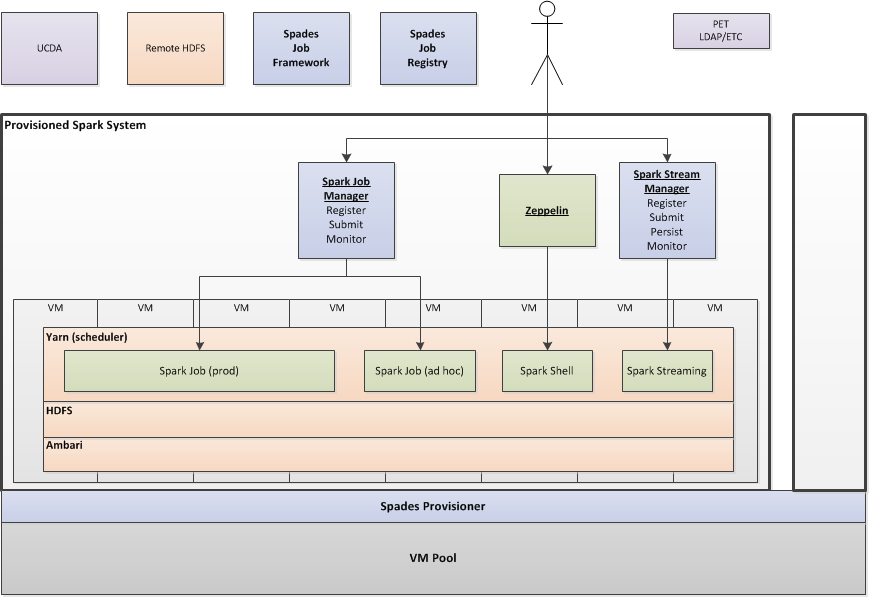 UCDA
Remote HDFS
Spades
Job
Framework
Spades
Job
Registry
PET
LDAP/ETC
Provisioned Spark System
Spark Job
Manager
Register
Submit
Monitor
Zeppelin
Spark Stream
Manager
Register
Submit
Persist
Monitor
VM VM VM VM VM VM VM VM
Yarn (scheduler)
Spark Job (prod)
Spark Job (ad hoc)
Spark Shell
Spark Streaming
HDFS
Ambari
Spades Provisioner
VM Pool